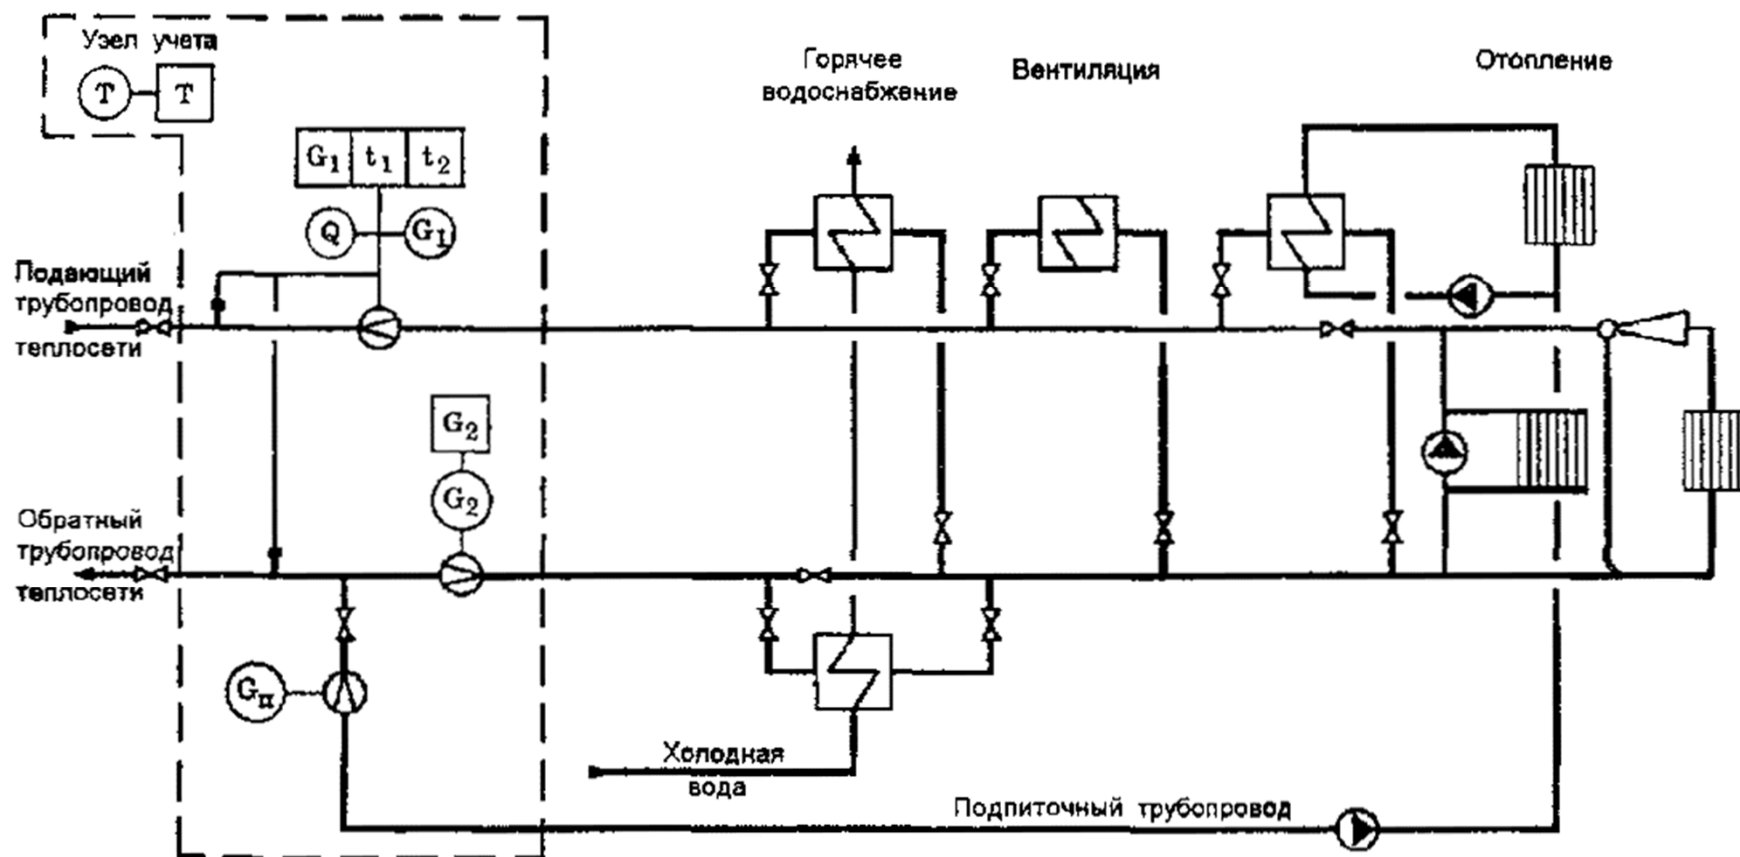 Узел учета
T T
G1 t1 t2
Q G1
Подающий
трубопровод
теплосети
Горячее
водоснабжение
Вентиляция
Отопление
G2
G2
Обратный
трубопровод
теплосети
Gп
Холодная
вода
Подпиточный трубопровод